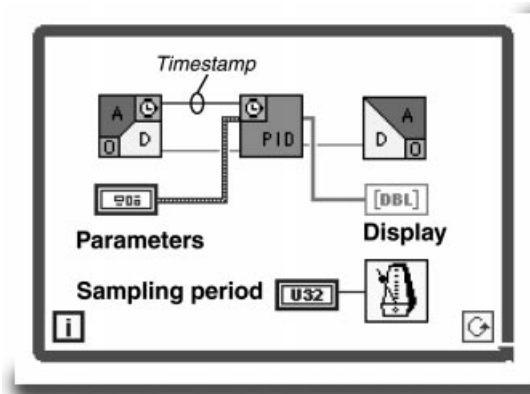 Timestamp
A
D
0
PID
D
A
0
Parameters
[DBL]
Display
Sampling period
U32
i